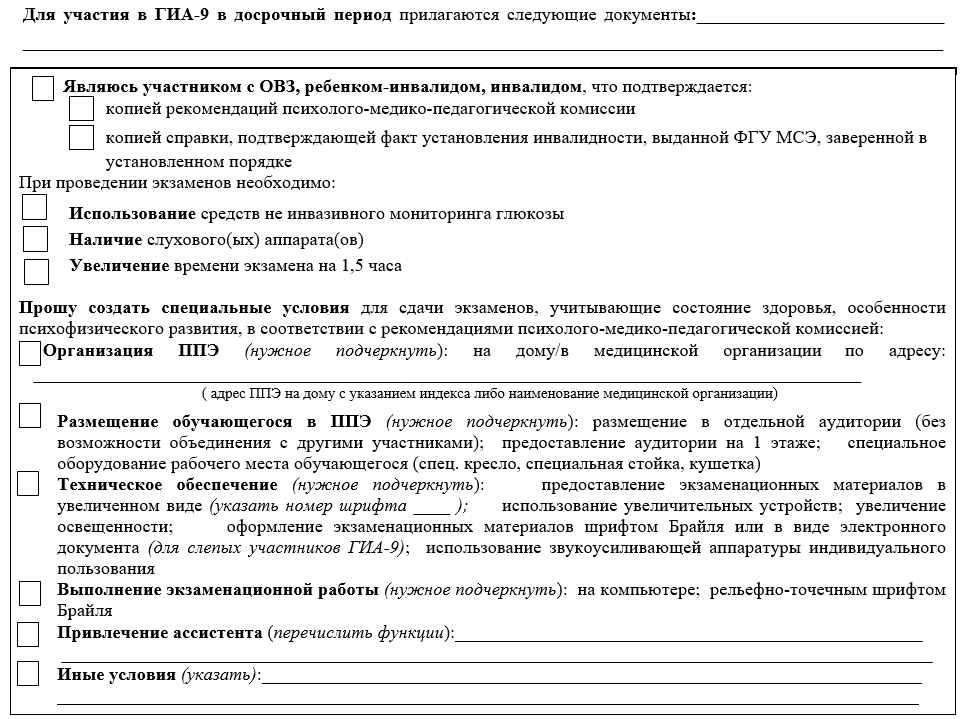 Для участия в ГИА-9 в досрочный период прилагаются следующие документы:
Являюсь участником с ОВЗ, ребенком-инвалидом, инвалидом, что подтверждается:
копией рекомендаций психолого-медико-педагогической комиссии
копией справки, подтверждающей факт установления инвалидности, выданной ФГУ МСЭ, заверенной в
установленном порядке
При проведении экзаменов необходимо:
Использование средств не инвазивного мониторинга глюкозы
Наличие слухового(ых) аппарата(ов)
Увеличение времени экзамена на 1,5 часа
Прошу создать специальные условия для сдачи экзаменов, учитывающие состояние здоровья, особенности
психофизического развития, в соответствии с рекомендациями психолого-медико-педагогической комиссией:
Организация ППЭ (нужное подчеркнуть): на дому/в медицинской организации по адресу:
( адрес ППЭ на дому с указанием индекса либо наименование медицинской организации)
Размещение обучающегося в ППЭ (нужное подчеркнуть): размещение в отдельной аудитории (без
возможности объединения с другими участниками); предоставление аудитории на 1 этаже; специальное
оборудование рабочего места обучающегося (спец. кресло, специальная стойка, кушетка)
Техническое обеспечение (нужное подчеркнуть): предоставление экзаменационных материалов в
увеличенном виде (указать номер шрифта ____ ); использование увеличительных устройств; увеличение
освещенности; оформление экзаменационных материалов шрифтом Брайля или в виде электронного
документа (для слепых участников ГИА-9); использование звукоусиливающей аппаратуры индивидуального
пользования
Выполнение экзаменационной работы (нужное подчеркнуть): на компьютере; рельефно-точечным шрифтом
Брайля
Привлечение ассистента (перечислить функции):
Иные условия (указать):